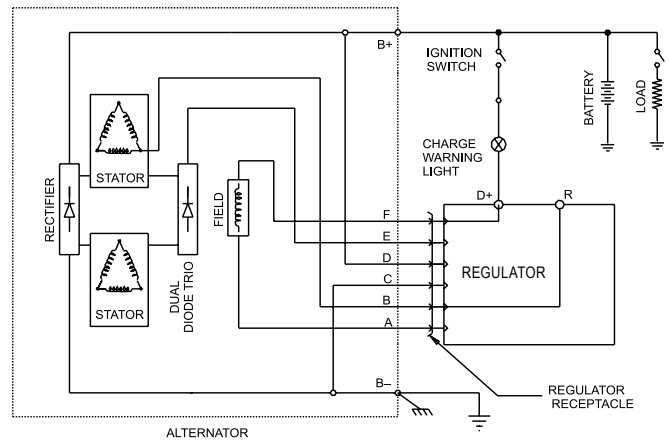 B+
IGNITION
SWITCH
BATTERY
LOAD
STATOR
RECTIFIER
CHARGE
WARNING
LIGHT
FIELD
D+
R
F
E
D
C
B
A
REGULATOR
STATOR
DUAL
DIODE TRIO
B–
REGULATOR
RECEPTACLE
ALTERNATOR